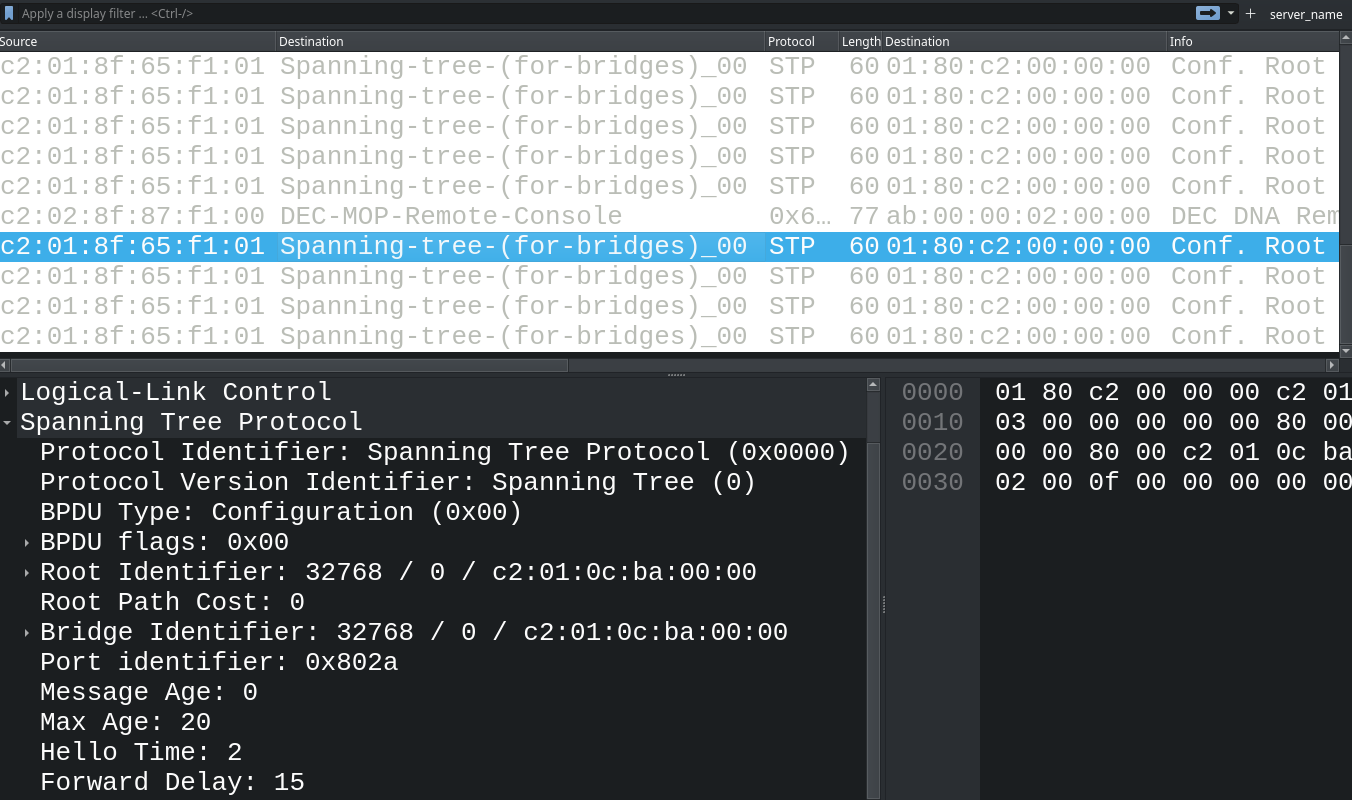 Apply a display filter ... <Ctrl-/> + server_name
Source Destination Protocol Length Destination Info
c2:01:8f:65:f1:01 Spanning-tree-(for-bridges)_00 STP 60 01:80:c2:00:00:00 Conf. Root
c2:01:8f:65:f1:01 Spanning-tree-(for-bridges)_00 STP 60 01:80:c2:00:00:00 Conf. Root
c2:01:8f:65:f1:01 Spanning-tree-(for-bridges)_00 STP 60 01:80:c2:00:00:00 Conf. Root
c2:01:8f:65:f1:01 Spanning-tree-(for-bridges)_00 STP 60 01:80:c2:00:00:00 Conf. Root
c2:01:8f:65:f1:01 Spanning-tree-(for-bridges)_00 STP 60 01:80:c2:00:00:00 Conf. Root
c2:02:8f:87:f1:00 DEC-MOP-Remote-Console 0x6… 77 ab:00:00:02:00:00 DEC DNA Rem
c2:01:8f:65:f1:01 Spanning-tree-(for-bridges)_00 STP 60 01:80:c2:00:00:00 Conf. Root
c2:01:8f:65:f1:01 Spanning-tree-(for-bridges)_00 STP 60 01:80:c2:00:00:00 Conf. Root
c2:01:8f:65:f1:01 Spanning-tree-(for-bridges)_00 STP 60 01:80:c2:00:00:00 Conf. Root
c2:01:8f:65:f1:01 Spanning-tree-(for-bridges)_00 STP 60 01:80:c2:00:00:00 Conf. Root
Logical-Link Control
Spanning Tree Protocol
Protocol Identifier: Spanning Tree Protocol (0x0000)
Protocol Version Identifier: Spanning Tree (0)
BPDU Type: Configuration (0x00)
BPDU flags: 0x00
Root Identifier: 32768 / 0 / c2:01:0c:ba:00:00
Root Path Cost: 0
Bridge Identifier: 32768 / 0 / c2:01:0c:ba:00:00
Port identifier: 0x802a
Message Age: 0
Max Age: 20
Hello Time: 2
Forward Delay: 15
0000 01 80 c2 00 00 00 c2 01
0010 03 00 00 00 00 00 80 00
0020 00 00 80 00 c2 01 0c ba
0030 02 00 0f 00 00 00 00 00